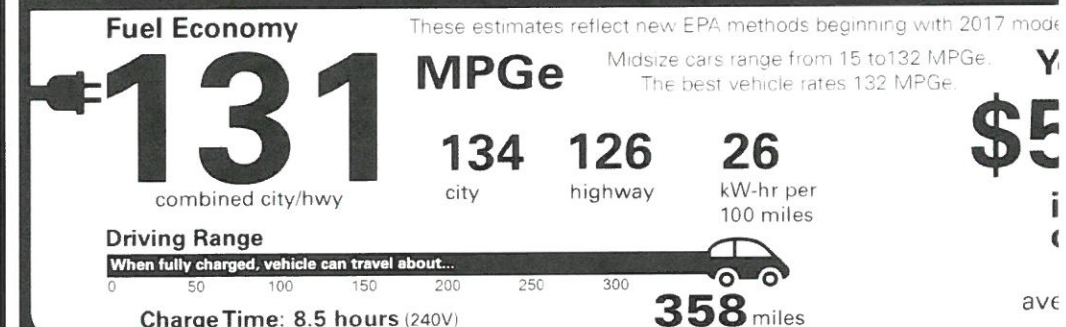 Fuel Economy
These estimates reflect new EPA methods beginning with 2017
131 MPGe
Midsize cars range from 15 to132 MPGe.
The best vehicle rates 132 MPGe.
$5
134 126 26
combined city/hwy
city highway kW-hr per
100 miles
Driving Range
When fully charged, vehicle can travel about...
0 50 100 150 200 250 300
358 miles
Charge Time: 8.5 hours (240V)